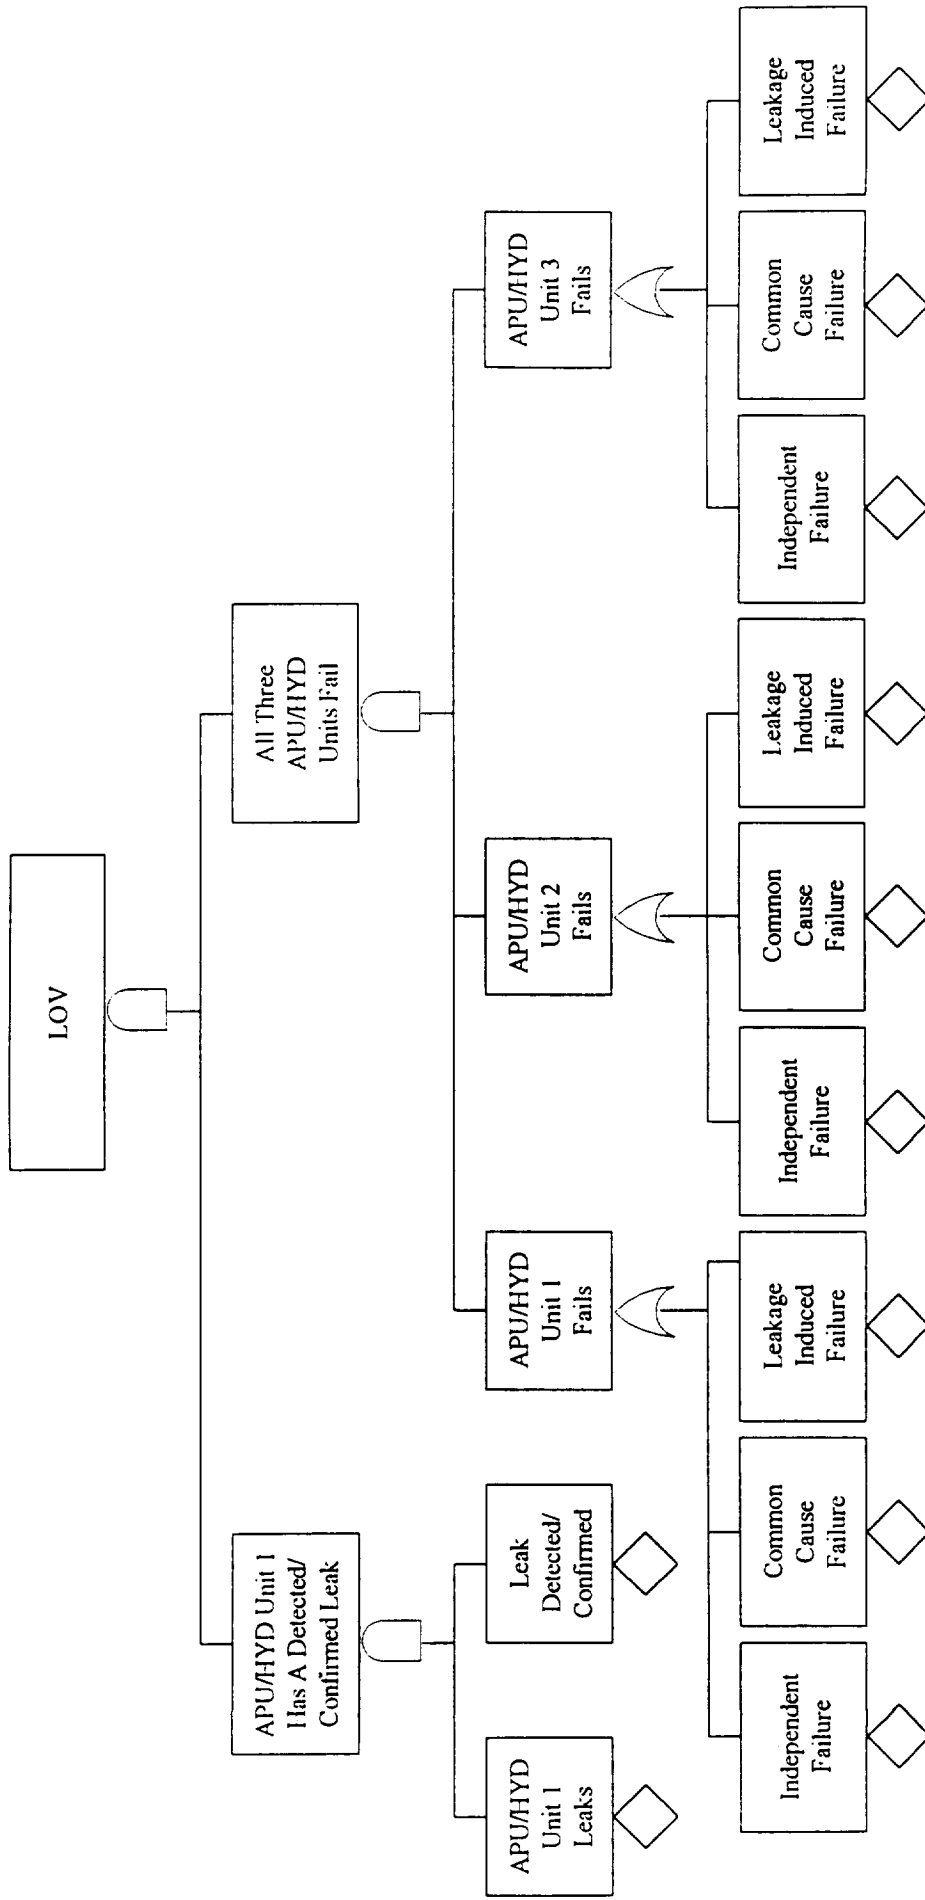 LOV
APU/HYD Unit 1
Has A Detected/
Confirmed Leak
All Three
APU/HYD
Units Fail
APU/HYD
Unit 1
Leaks
Leak
Detected/
Confirmed
APU/HYD
Unit 1
Fails
APU/HYD
Unit 2
Fails
APU/HYD
Unit 3
Fails
Independent
Failure
Common
Cause
Failure
Leakage
Induced
Failure
Independent
Failure
Common
Cause
Failure
Leakage
Induced
Failure
Independent
Failure
Common
Cause
Failure
Leakage
Induced
Failure